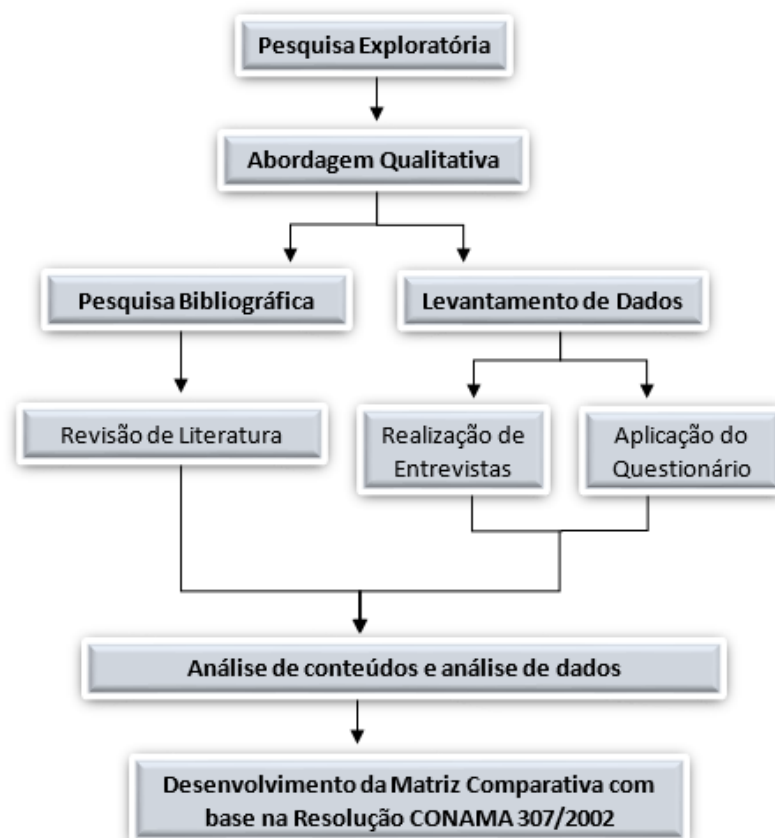 Pesquisa Exploratória
Abordagem Qualitativa
Pesquisa Bibliográfica
Levantamento de Dados
Revisão de Literatura
Realização de
Entrevistas
Aplicação do
Questionário
Análise de conteúdos e análise de dados
Desenvolvimento da Matriz Comparativa com
base na Resolução CONAMA 307/2002